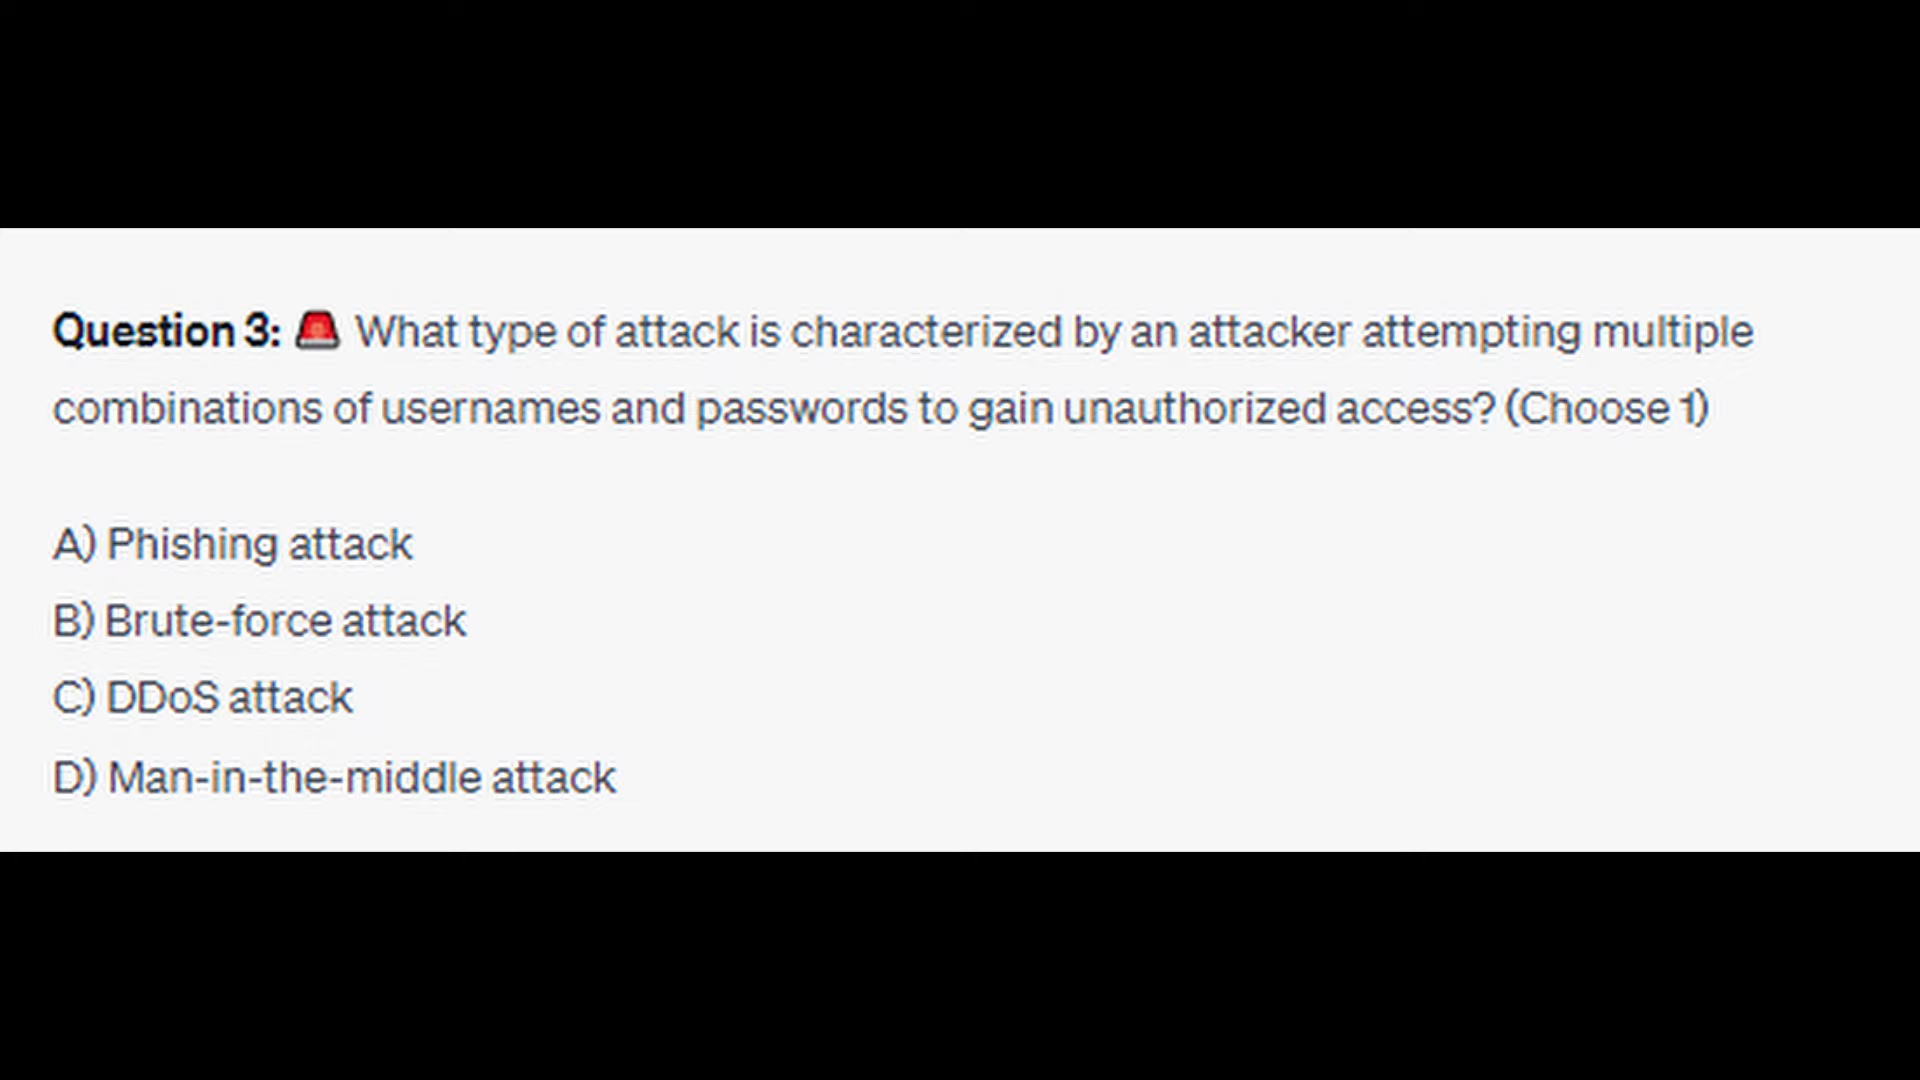 Question 3: 🚨 What type of attack is characterized by an attacker attempting multiple
combinations of usernames and passwords to gain unauthorized access? (Choose 1)
A) Phishing attack
B) Brute-force attack
C) DDoS attack
D) Man-in-the-middle attack